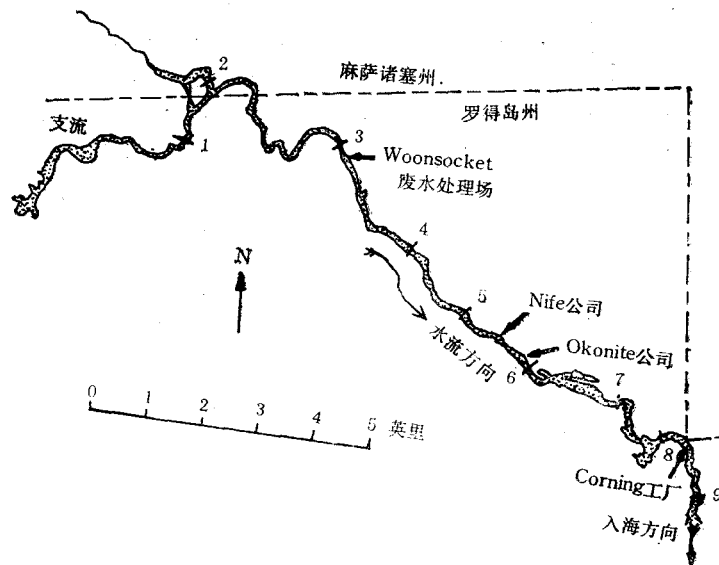 2
麻萨诸塞州
罗得岛州
支流
1
3
Woonsocket
废水处理场
4
N
5
Nife公司
水流方向
Okonite公司
6
7
0 1 2 3 4 5 英里
8
Corning工厂
9
入海方向